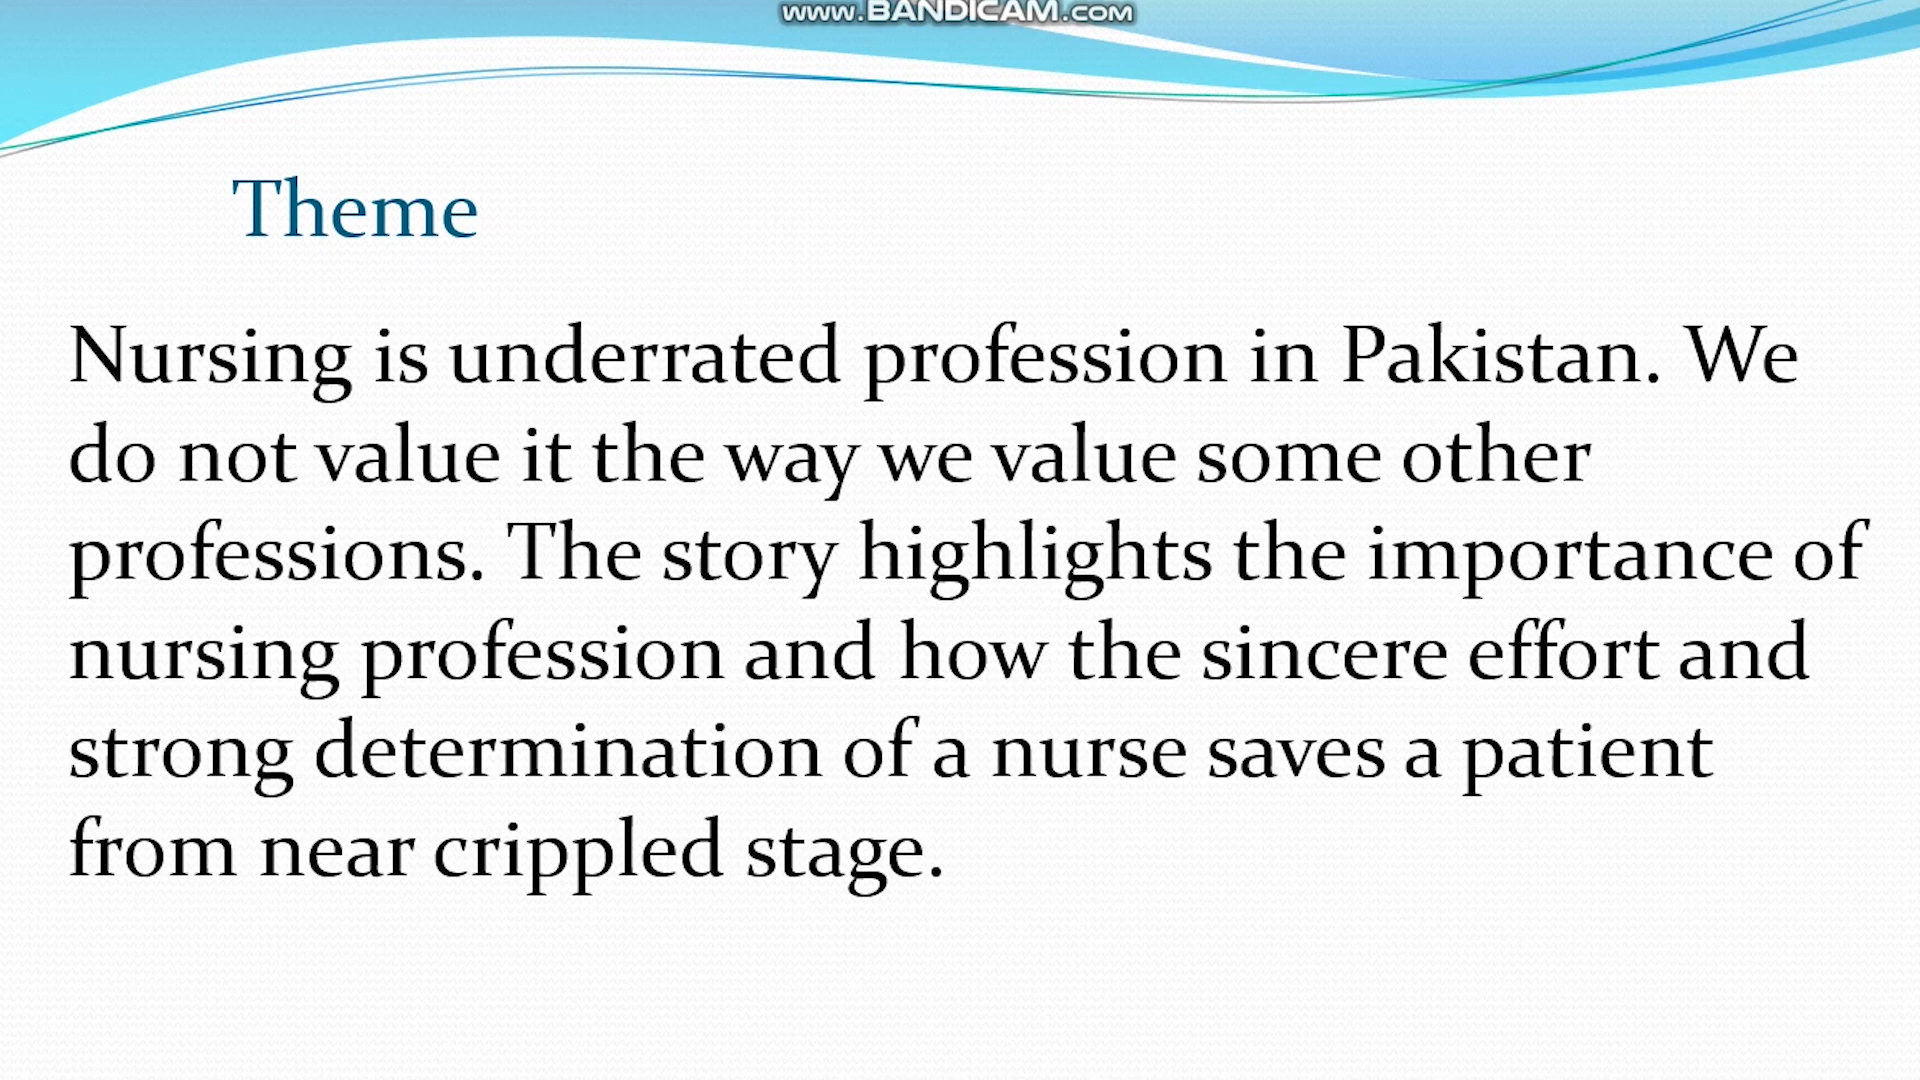 www.BANDICAM.com
Theme
Nursing is underrated profession in Pakistan. We
do not value it the way we value some other
professions. The story highlights the importance of
nursing profession and how the sincere effort and
strong determination of a nurse saves a patient
from near crippled stage.